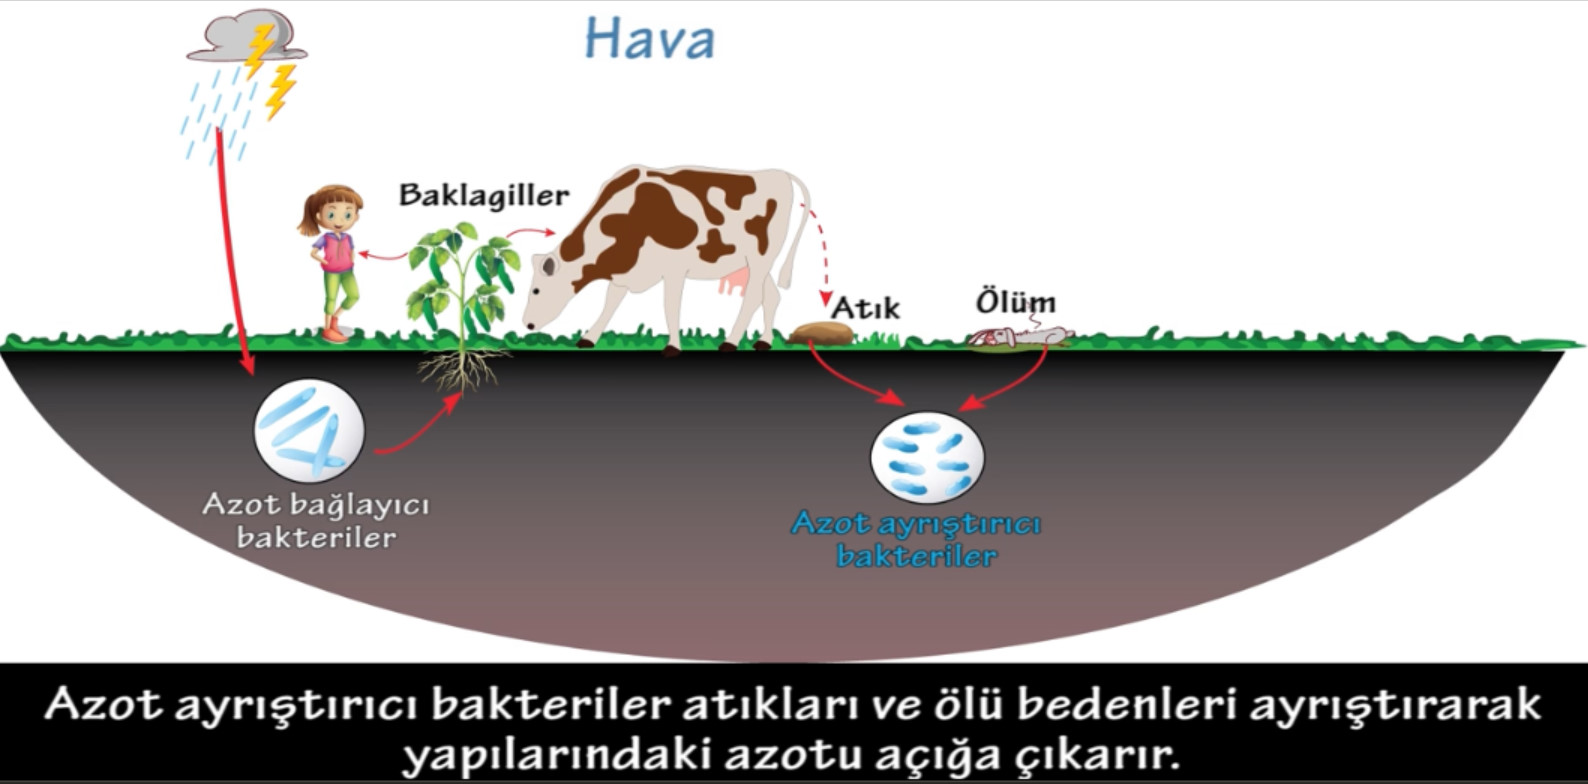 Hava
Baklagiller
Atık
Ölüm
Azot bağlayıcı
bakteriler
Azot ayrıştırıcı
bakteriler
Azot ayrıştırıcı bakteriler atıkları ve ölü bedenleri ayrıştırarak
yapılarındaki azotu açığa çıkarır.